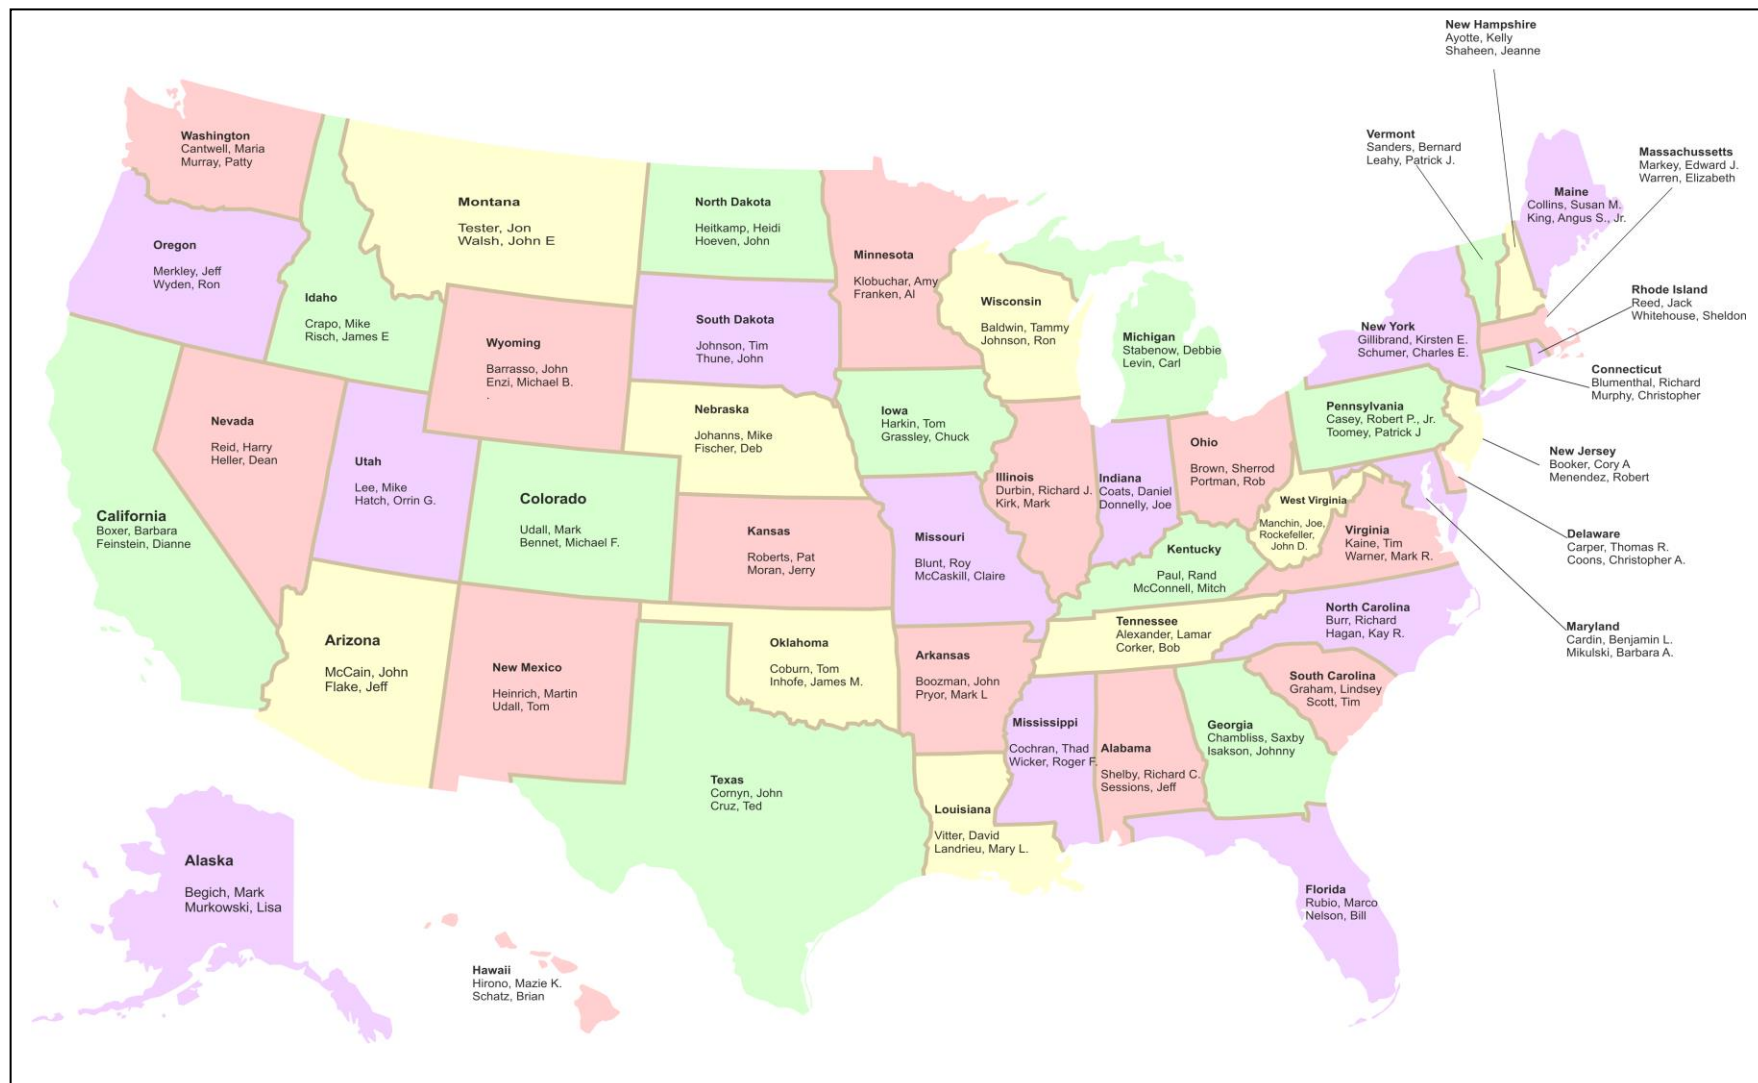 New Hampshire
Ayotte, Kelly
Shaheen, Jeanne
Vermont
Sanders, Bernard
Leahy, Patrick J.
Massachussetts
Markey, Edward J.
Warren, Elizabeth
Maine
Collins, Susan M.
King, Angus S., Jr.
Washington
Cantwell, Maria
Murray, Patty
Montana
Tester, Jon
Walsh, John E
North Dakota
Heitkamp, Heidi
Hoeven, John
Minnesota
Klobuchar, Amy
Franken, Al
Oregon
Merkley, Jeff
Wyden, Ron
Idaho
Crapo, Mike
Risch, James E
Wyoming
Barrasso, John
Enzi, Michael B.
.
South Dakota
Johnson, Tim
Thune, John
Wisconsin
Baldwin, Tammy
Johnson, Ron
Michigan
Stabenow, Debbie
Levin, Carl
New York
Gillibrand, Kirsten E.
Schumer, Charles E.
Rhode Island
Reed, Jack
Whitehouse, Sheldon
Connecticut
Blumenthal, Richard
Murphy, Christopher
Nevada
Reid, Harry
Heller, Dean
Utah
Lee, Mike
Hatch, Orrin G.
Nebraska
Johanns, Mike
Fischer, Deb
Iowa
Harkin, Tom
Grassley, Chuck
Pennsylvania
Casey, Robert P., Jr.
Toomey, Patrick J
New Jersey
Booker, Cory A
Menendez, Robert
California
Boxer, Barbara
Feinstein, Dianne
Colorado
Udall, Mark
Bennet, Michael F.
Kansas
Roberts, Pat
Moran, Jerry
Missouri
Blunt, Roy
McCaskill, Claire
Illinois
Durbin, Richard J.
Kirk, Mark
Indiana
Coats, Daniel
Donnelly, Joe
Ohio
Brown, Sherrod
Portman, Rob
West Virginia
Manchin, Joe,
Rockefeller,
John D.
Virginia
Kaine, Tim
Warner, Mark R.
Delaware
Carper, Thomas R.
Coons, Christopher A.
Kentucky
Paul, Rand
McConnell, Mitch
Maryland
Cardin, Benjamin L.
Mikulski, Barbara A.
Arizona
McCain, John
Flake, Jeff
New Mexico
Heinrich, Martin
Udall, Tom
Oklahoma
Coburn, Tom
Inhofe, James M.
Arkansas
Boozman, John
Pryor, Mark L
Tennessee
Alexander, Lamar
Corker, Bob
North Carolina
Burr, Richard
Hagan, Kay R.
South Carolina
Graham, Lindsey
Scott, Tim
Texas
Cornyn, John
Cruz, Ted
Louisiana
Vitter, David
Landrieu, Mary L.
Mississippi
Cochran, Thad
Wicker, Roger F.
Alabama
Shelby, Richard C.
Sessions, Jeff
Georgia
Chambliss, Saxby
Isakson, Johnny
Florida
Rubio, Marco
Nelson, Bill
Alaska
Begich, Mark
Murkowski, Lisa
Hawaii
Hirono, Mazie K.
Schatz, Brian